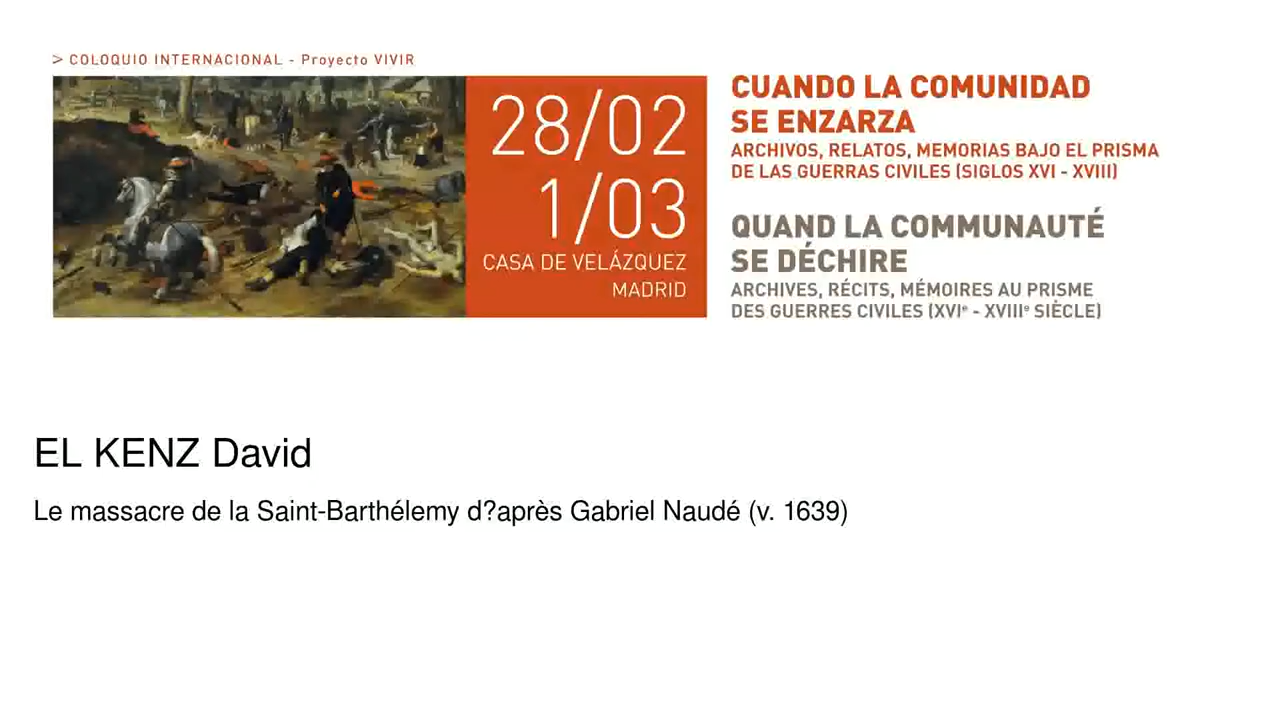 > COLOQUIO INTERNACIONAL - Proyecto VIVIR
28/02
1/03
CASA DE VELÁZQUEZ
MADRID
CUANDO LA COMUNIDAD
SE ENZARZA
ARCHIVOS, RELATOS, MEMORIAS BAJO EL PRISMA
DE LAS GUERRAS CIVILES (SIGLOS XVI - XVIII)
QUAND LA COMMUNAUTÉ
SE DÉCHIRE
ARCHIVES, RÉCITS, MÉMOIRES AU PRISME
DES GUERRES CIVILES (XVIe - XVIIIe SIÈCLE)
EL KENZ David
Le massacre de la Saint-Barthélemy d?après Gabriel Naudé (v. 1639)